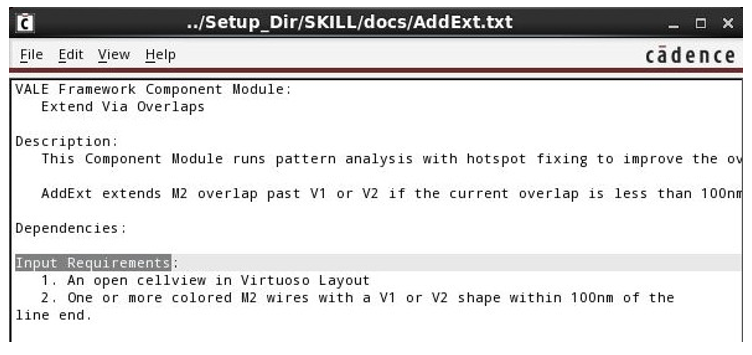 ../Setup_Dir/SKILL/docs/AddExt.txt
File Edit View Help
cādence
VALE Framework Component Module:
Extend Via Overlaps
Description:
This Component Module runs pattern analysis with hotspot fixing to improve the ov
AddExt extends M2 overlap past V1 or V2 if the current overlap is less than 100nm
Dependencies:
Input Requirements:
1. An open cellview in Virtuoso Layout
2. One or more colored M2 wires with a V1 or V2 shape within 100nm of the
line end.